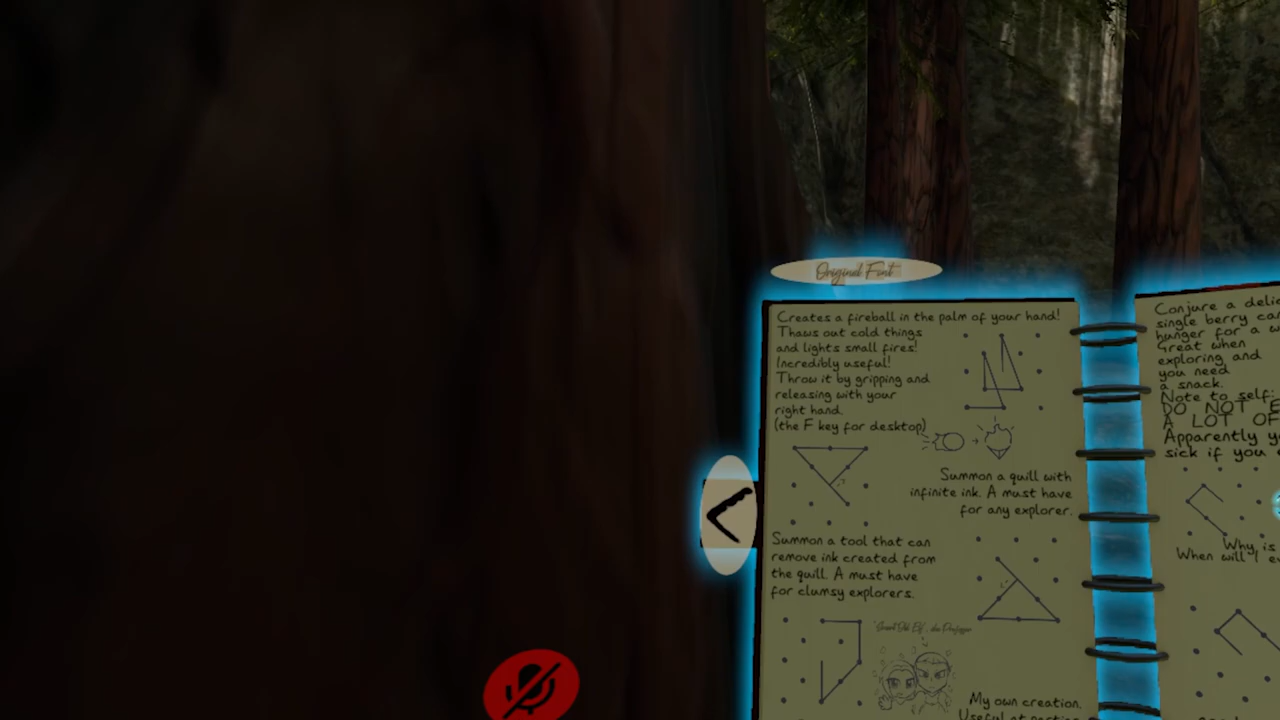 Original Font
Creates a fireball in the palm of your hand!
Thaws out cold things
and lights small fires!
Incredibly useful!
Throw it by gripping and
releasing with your
right hand.
(the F key for desktop)
Summon a quill with
infinite ink. A must have
for any explorer.
Summon a tool that can
remove ink created from
the quill. A must have
for clumsy explorers.
My own creation.
Useful at
Conjure a
single berry
hunger for a
Great when
exploring and
you need
a snack.
Note to self:
DO NOT
A LOT OF
Apparently
sick if you
Why is
When will I